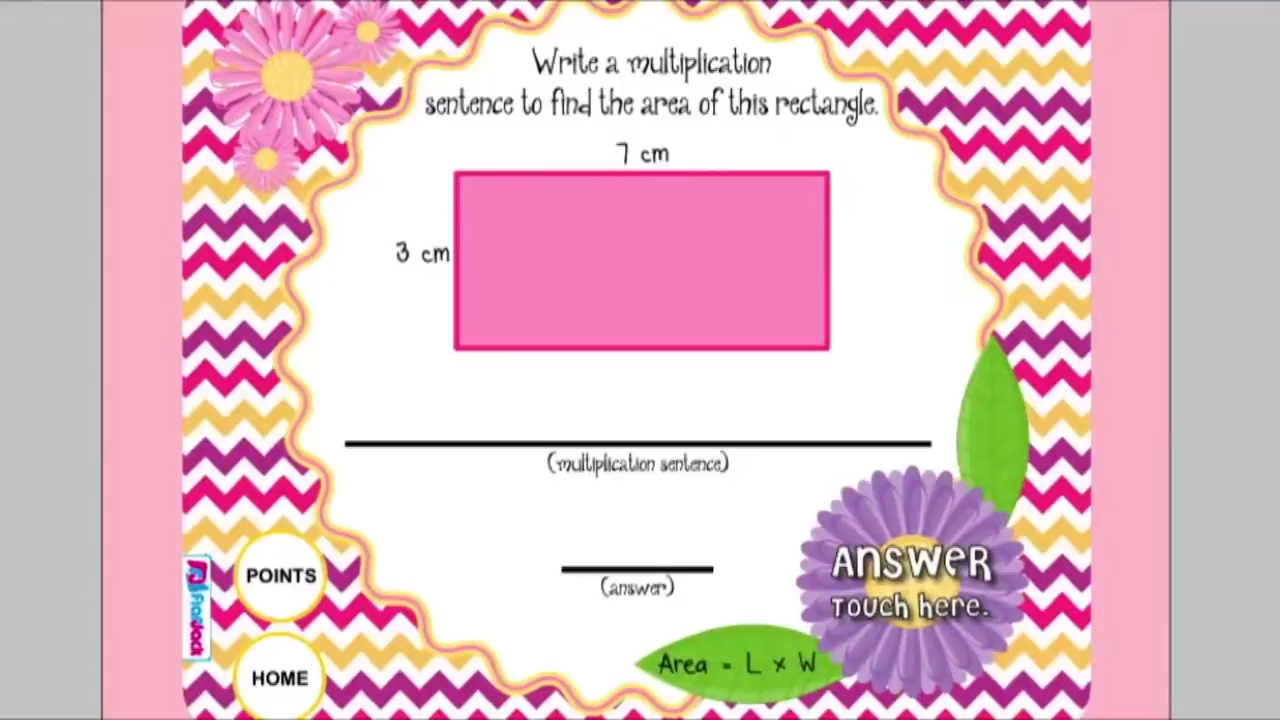 Write a multiplication
sentence to find the area of this rectangle.
7 cm
3 cm
(multiplication sentence)
(answer)
ANSWER
Touch here.
POINTS
HOME
Area = L x W